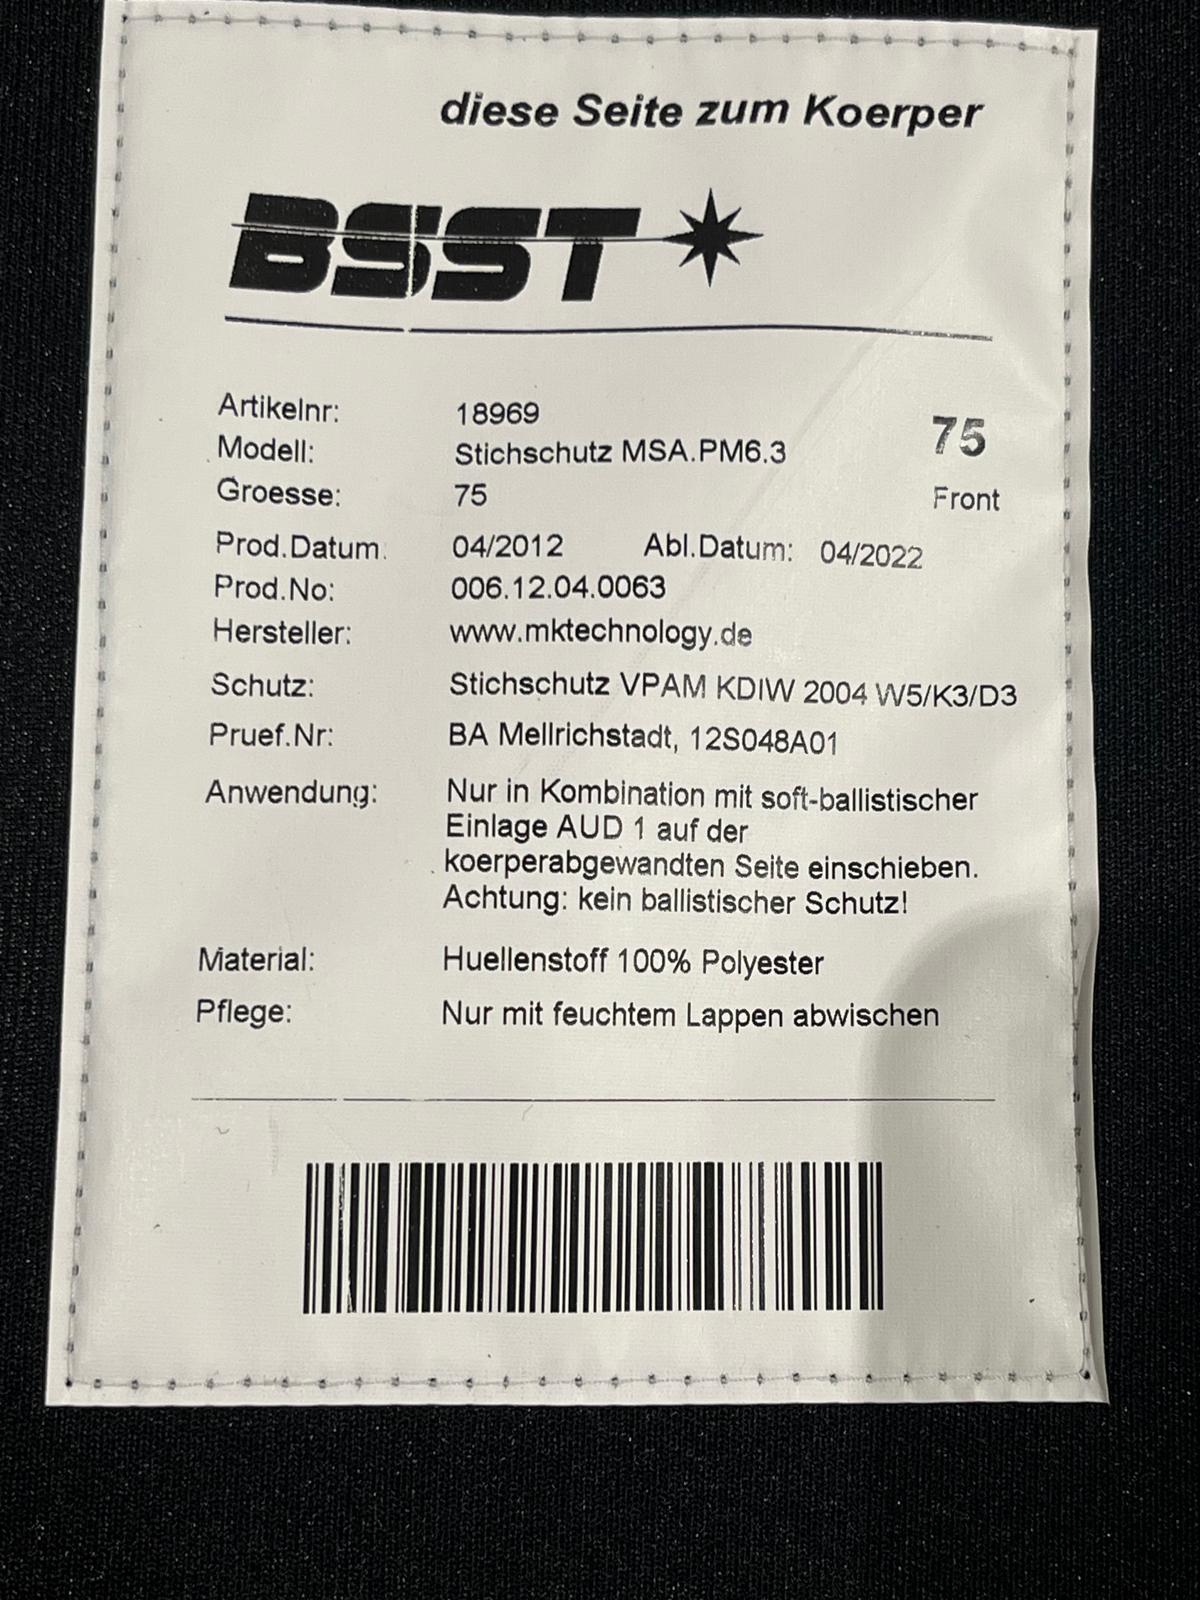 diese Seite zum Koerper
BSST
Artikelnr: 18969
75
Modell: Stichschutz MSA.PM6.3
Groesse: 75
Front
Prod.Datum: 04/2012 Abl.Datum: 04/2022
Prod.No: 006.12.04.0063
Hersteller: www.mktechnology.de
Schutz: Stichschutz VPAM KDIW 2004 W5/K3/D3
Pruef.Nr: BA Mellrichstadt, 12S048A01
Anwendung: Nur in Kombination mit soft-ballistischer
Einlage AUD 1 auf der
koerperabgewandten Seite einschieben.
Achtung: kein ballistischer Schutz!
Material: Huellenstoff 100% Polyester
Pflege: Nur mit feuchtem Lappen abwischen